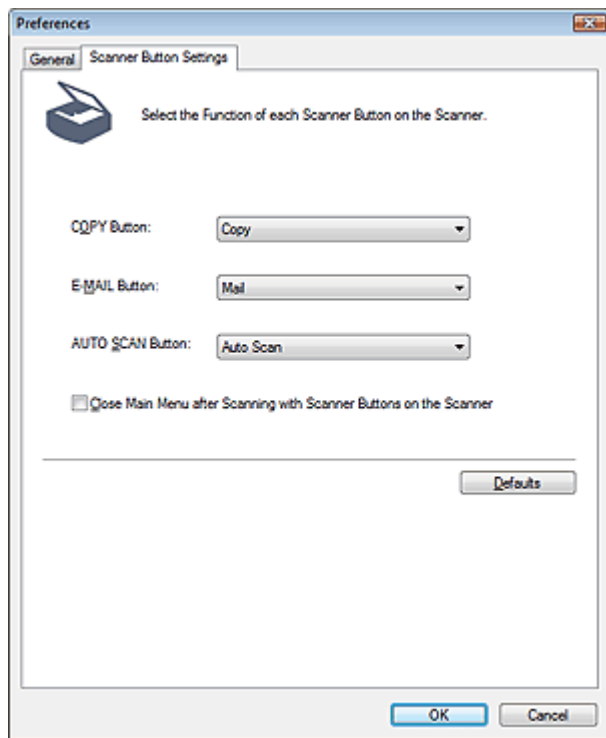 Preferences
General Scanner Button Settings
Select the Function of each Scanner Button on the Scanner.
COPY Button: Copy
E-MAIL Button: Mail
AUTO SCAN Button: Auto Scan
Close Main Menu after Scanning with Scanner Buttons on the Scanner
Defaults
OK Cancel